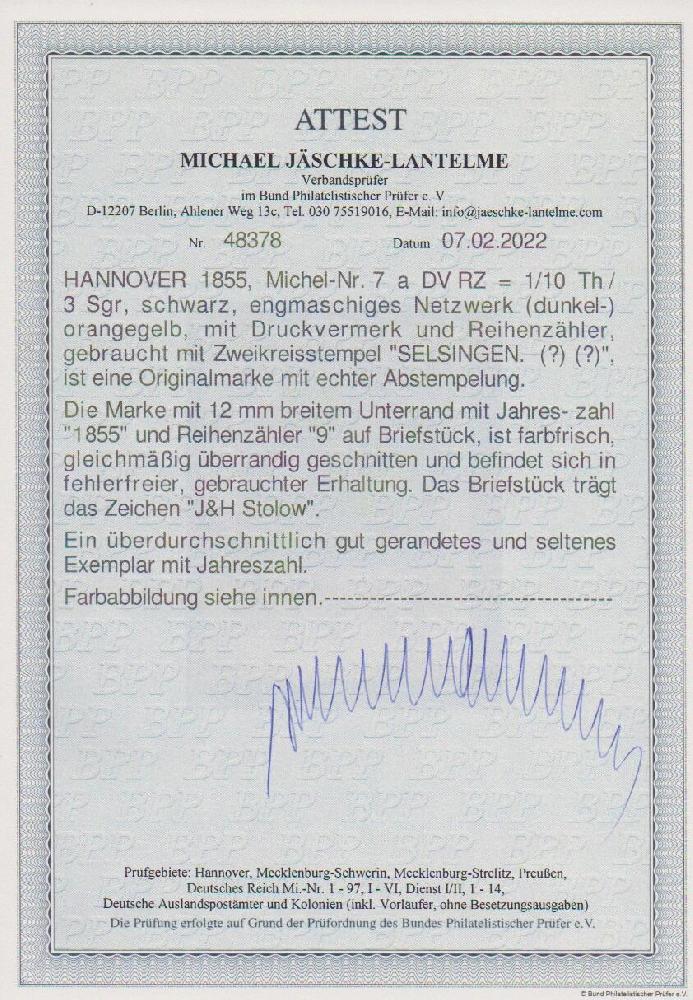 ATTEST
MICHAEL JÄSCHKE-LANTELME
Verbandsprüfer
im Bund Philatelistischer Prüfer e. V
D-12207 Berlin, Ahlener Weg 13c, Tel. 030 75519016, E-Mail: info@jaeschke-lantelme.com
Nr 48378 Datum 07.02.2022
HANNOVER 1855, Michel-Nr. 7 a DV RZ = 1/10 Th /
3 Sgr, schwarz, engmaschiges Netzwerk (dunkel-)
orangegelb, mit Druckvermerk und Reihenzähler,
gebraucht mit Zweikreisstempel "SELSINGEN. (?) (?)",
ist eine Originalmarke mit echter Abstempelung.
Die Marke mit 12 mm breitem Unterrand mit Jahres- zahl
"1855" und Reihenzähler "9" auf Briefstück, ist farbfrisch,
gleichmäßig überrandig geschnitten und befindet sich in
fehlerfreier, gebrauchter Erhaltung. Das Briefstück trägt
das Zeichen "J&H Stolow".
Ein überdurchschnittlich gut gerandetes und seltenes
Exemplar mit Jahreszahl.
Farbabbildung siehe innen.--------------------------------
Prüfgebiete: Hannover, Mecklenburg-Schwerin, Mecklenburg-Strelitz, Preußen,
Deutsches Reich Mi.-Nr. 1 - 97, I - VI, Dienst I/II, 1 - 14,
Deutsche Auslandspostämter und Kolonien (inkl. Vorläufer, ohne Besetzungsausgaben)
Die Prüfung erfolgte auf Grund der Prüfordnung des Bundes Philatelistischer Prüfer e.V.
© Bund Philatelistischer Prüfer e.V.